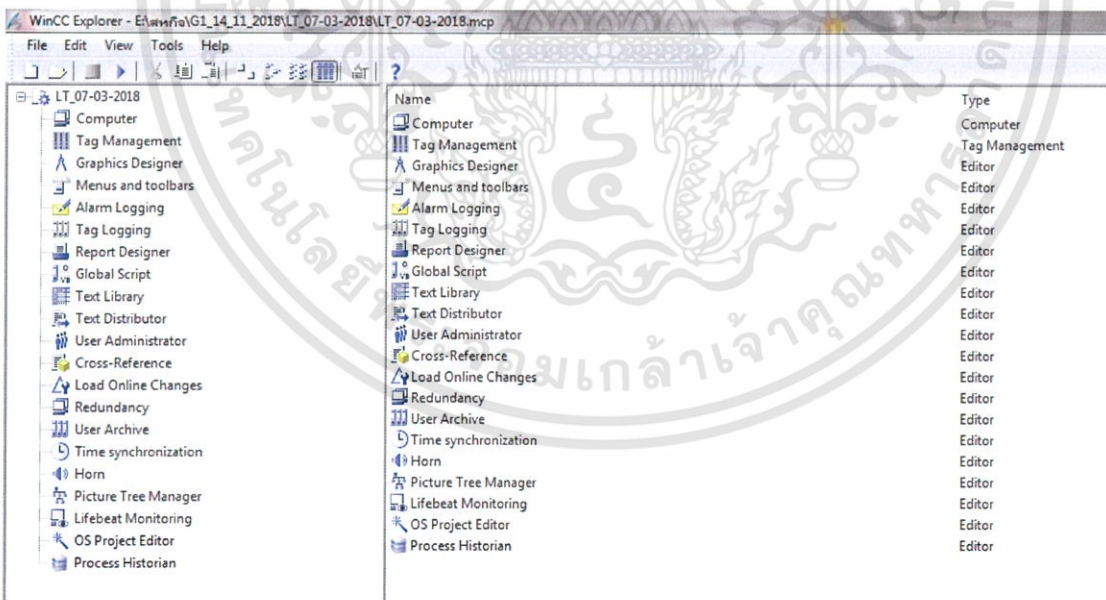 WinCC Explorer - E:\สหกิจ\G1_14_11_2018\LT_07-03-2018\LT_07-03-2018.mcp
File Edit View Tools Help
?
LT_07-03-2018
Computer
Tag Management
Graphics Designer
Menus and toolbars
Alarm Logging
Tag Logging
Report Designer
Global Script
Text Library
Text Distributor
User Administrator
Cross-Reference
Load Online Changes
Redundancy
User Archive
Time synchronization
Horn
Picture Tree Manager
Lifebeat Monitoring
OS Project Editor
Process Historian
Name Type
Computer Computer
Tag Management Tag Management
Graphics Designer Editor
Menus and toolbars Editor
Alarm Logging Editor
Tag Logging Editor
Report Designer Editor
Global Script Editor
Text Library Editor
Text Distributor Editor
User Administrator Editor
Cross-Reference Editor
Load Online Changes Editor
Redundancy Editor
User Archive Editor
Time synchronization Editor
Horn Editor
Picture Tree Manager Editor
Lifebeat Monitoring Editor
OS Project Editor Editor
Process Historian Editor